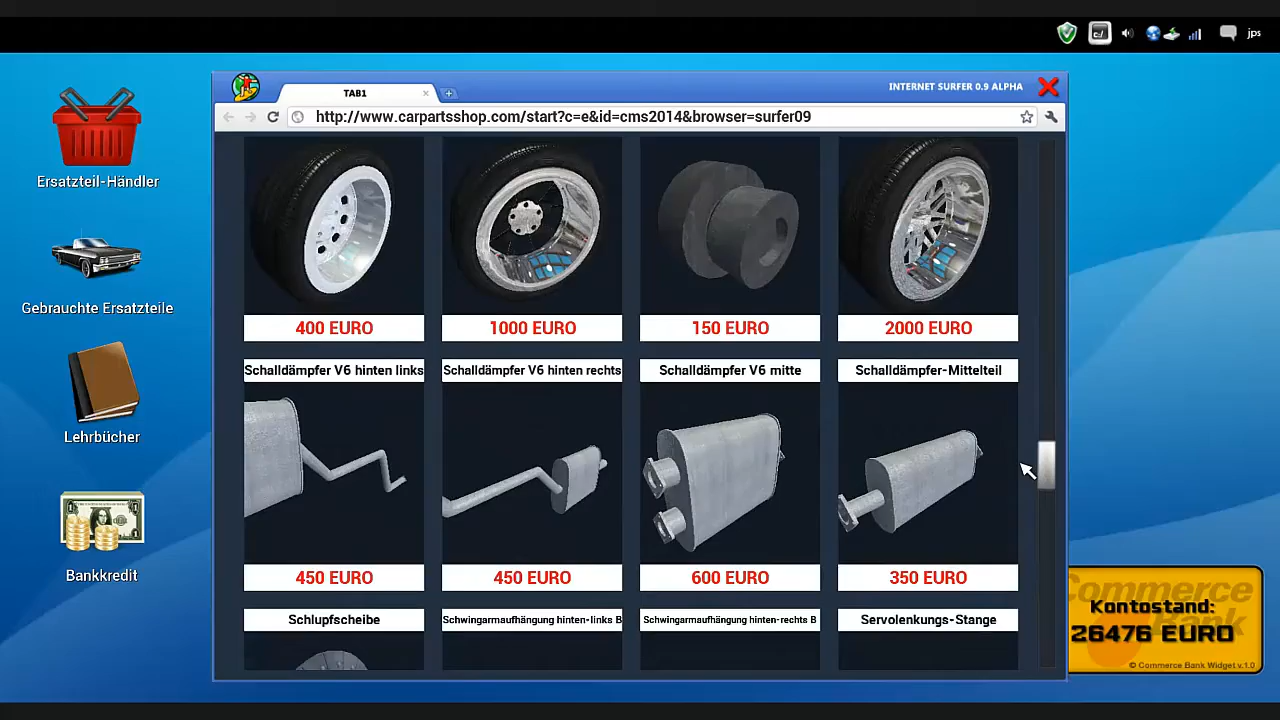 jps
TAB1
INTERNET SURFER 0.9 ALPHA
http://www.carpartsshop.com/start?c=e&id=cms2014&browser=surfer09
Ersatzteil-Händler
Gebrauchte Ersatzteile
Lehrbücher
Bankkredit
400 EURO
1000 EURO
150 EURO
2000 EURO
Schalldämpfer V6 hinten links
Schalldämpfer V6 hinten rechts
Schalldämpfer V6 mitte
Schalldämpfer-Mittelteil
450 EURO
450 EURO
600 EURO
350 EURO
Schlupfscheibe
Schwingarmaufhängung hinten-links B
Schwingarmaufhängung hinten-rechts B
Servolenkungs-Stange
Commerce
Bank
Kontostand:
26476 EURO
© Commerce Bank Widget v.1.0